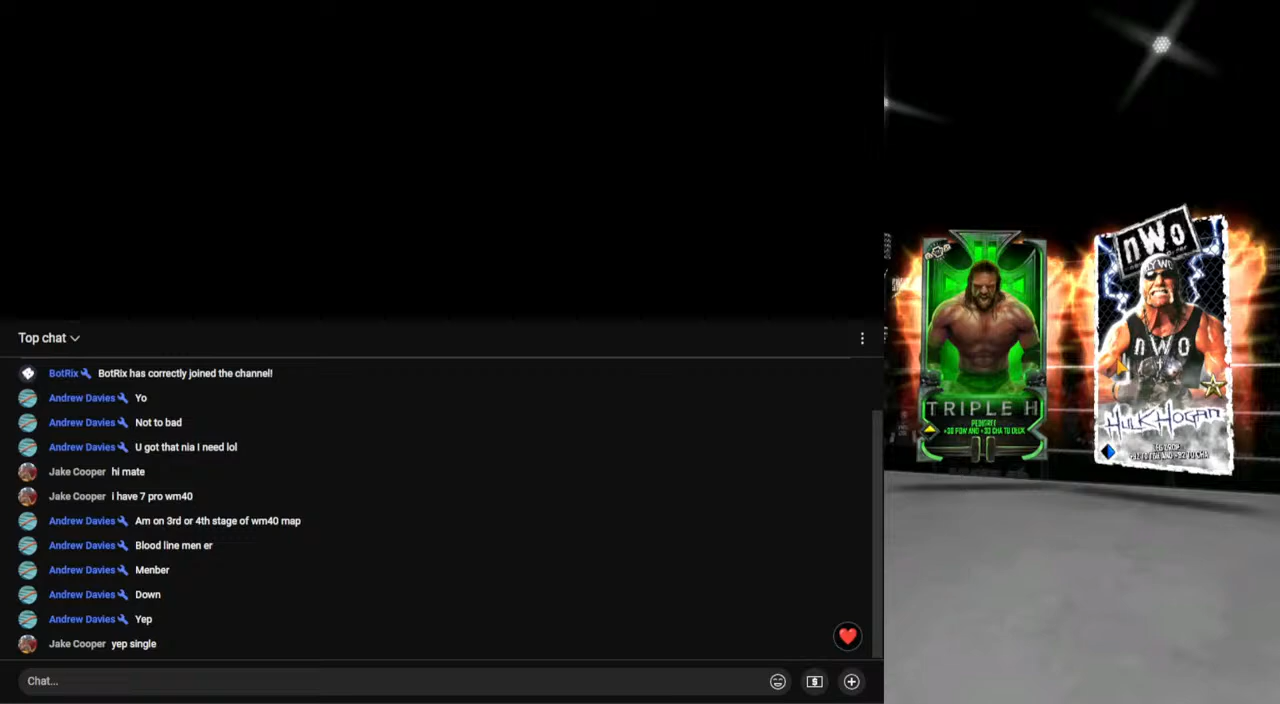 Top chat
BotRix BotRix has correctly joined the channel!
Andrew Davies Yo
Andrew Davies Not to bad
Andrew Davies U got that nia I need lol
Jake Cooper hi mate
Jake Cooper i have 7 pro wm40
Andrew Davies Am on 3rd or 4th stage of wm40 map
Andrew Davies Blood line men er
Andrew Davies Menber
Andrew Davies Down
Andrew Davies Yep
Jake Cooper yep single
Chat...
TRIPLE H
PEDIGREE
nWo
nWo
HULK HOGAN